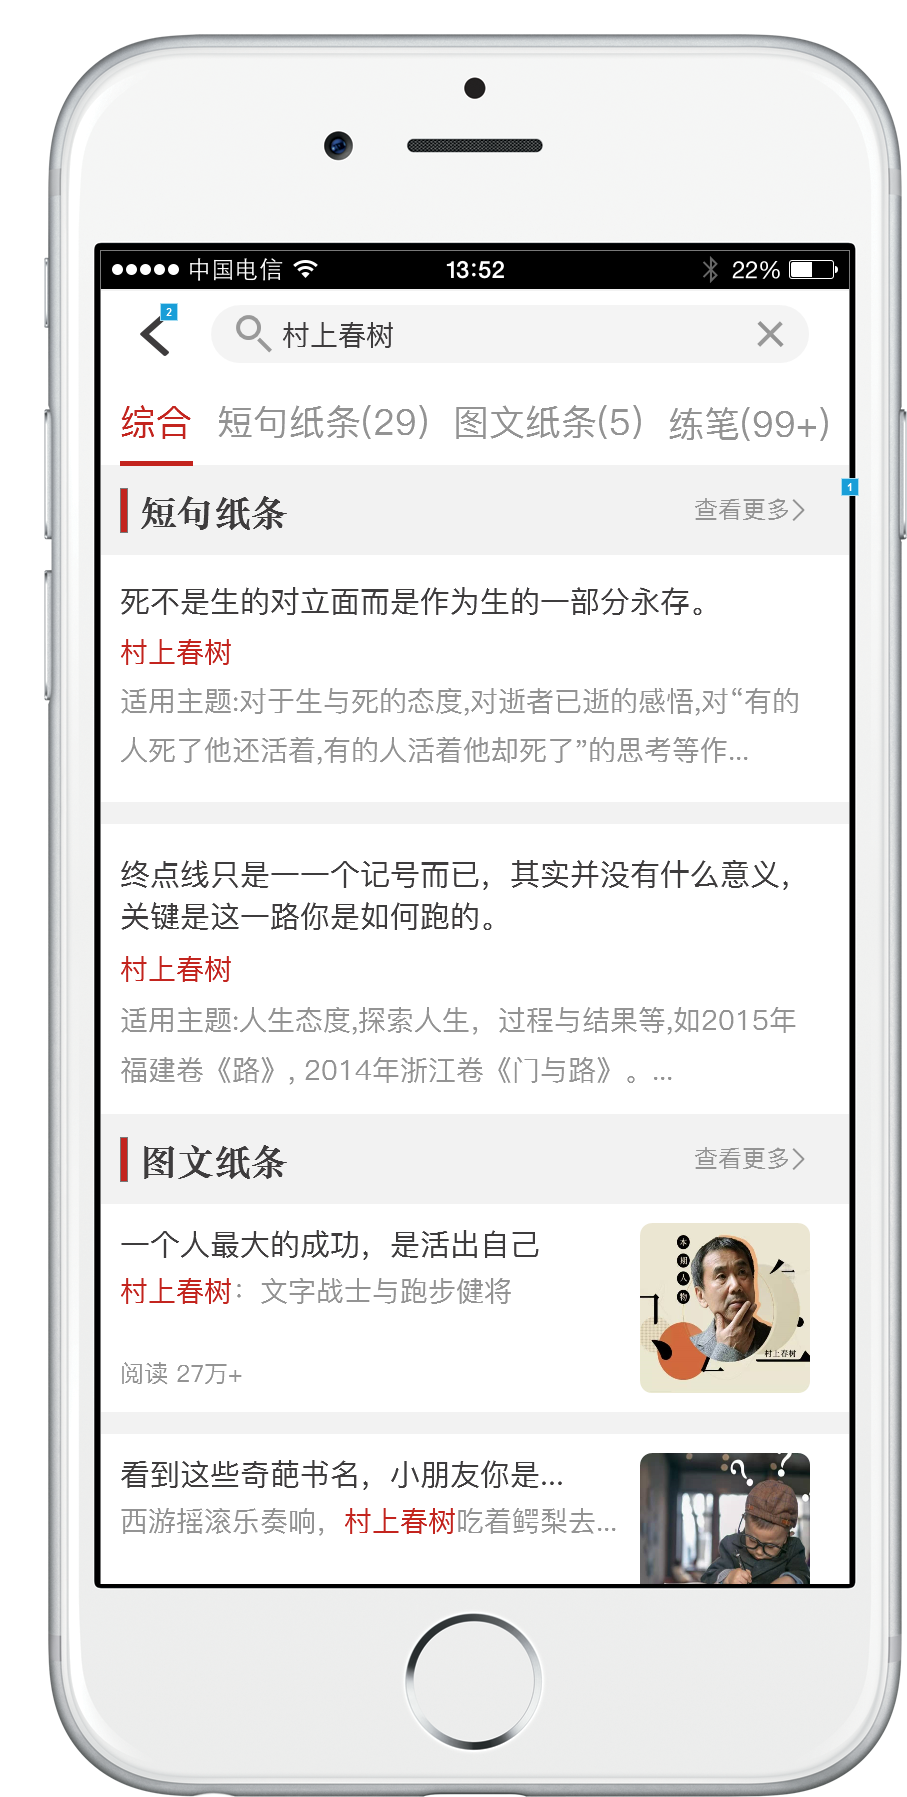 中国电信 13:52 22%
2
村上春树
综合 短句纸条(29) 图文纸条(5) 练笔(99+)
1
短句纸条 查看更多
死不是生的对立面而是作为生的一部分永存。
村上春树
适用主题:对于生与死的态度,对逝者已逝的感悟,对“有的
人死了他还活着,有的人活着他却死了”的思考等作...
终点线只是一一个记号而已，其实并没有什么意义，
关键是这一路你是如何跑的。
村上春树
适用主题:人生态度,探索人生，过程与结果等,如2015年
福建卷《路》, 2014年浙江卷《门与路》。...
图文纸条 查看更多
一个人最大的成功，是活出自己
村上春树：文字战士与跑步健将
阅读 27万+
本期人物
村上春树
看到这些奇葩书名，小朋友你是...
西游摇滚乐奏响，村上春树吃着鳄梨去...
? ?